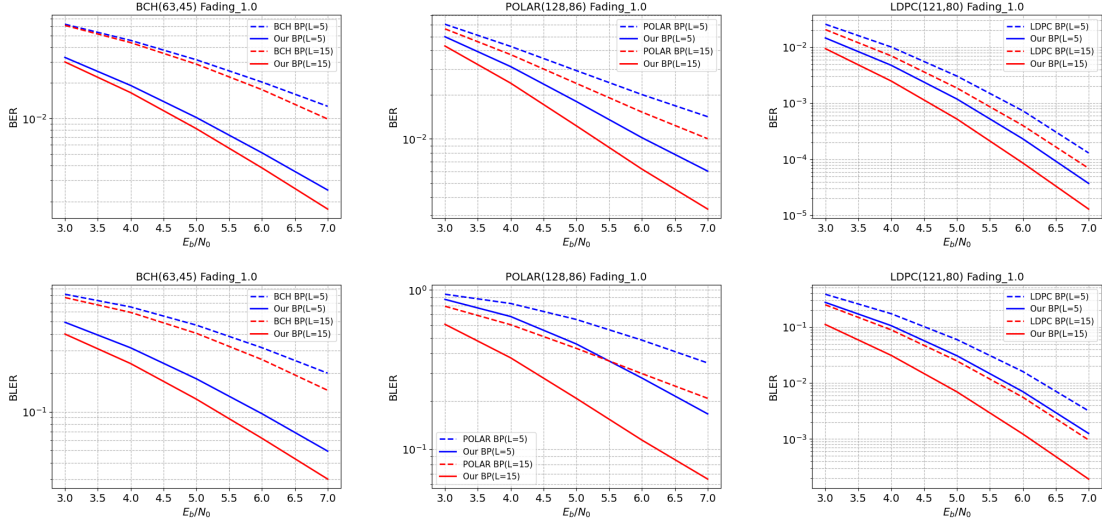 BCH(63,45) Fading_1.0
BER
10⁻²
BCH BP(L=5)
Our BP(L=5)
BCH BP(L=15)
Our BP(L=15)
3.0 3.5 4.0 4.5 5.0 5.5 6.0 6.5 7.0
E_b/N_0
POLAR(128,86) Fading_1.0
BER
10⁻²
POLAR BP(L=5)
Our BP(L=5)
POLAR BP(L=15)
Our BP(L=15)
3.0 3.5 4.0 4.5 5.0 5.5 6.0 6.5 7.0
E_b/N_0
LDPC(121,80) Fading_1.0
BER
10⁻²
10⁻³
10⁻⁴
10⁻⁵
LDPC BP(L=5)
Our BP(L=5)
LDPC BP(L=15)
Our BP(L=15)
3.0 3.5 4.0 4.5 5.0 5.5 6.0 6.5 7.0
E_b/N_0
BCH(63,45) Fading_1.0
BLER
10⁻¹
BCH BP(L=5)
Our BP(L=5)
BCH BP(L=15)
Our BP(L=15)
3.0 3.5 4.0 4.5 5.0 5.5 6.0 6.5 7.0
E_b/N_0
POLAR(128,86) Fading_1.0
BLER
10⁰
10⁻¹
POLAR BP(L=5)
Our BP(L=5)
POLAR BP(L=15)
Our BP(L=15)
3.0 3.5 4.0 4.5 5.0 5.5 6.0 6.5 7.0
E_b/N_0
LDPC(121,80) Fading_1.0
BLER
10⁻¹
10⁻²
10⁻³
LDPC BP(L=5)
Our BP(L=5)
LDPC BP(L=15)
Our BP(L=15)
3.0 3.5 4.0 4.5 5.0 5.5 6.0 6.5 7.0
E_b/N_0